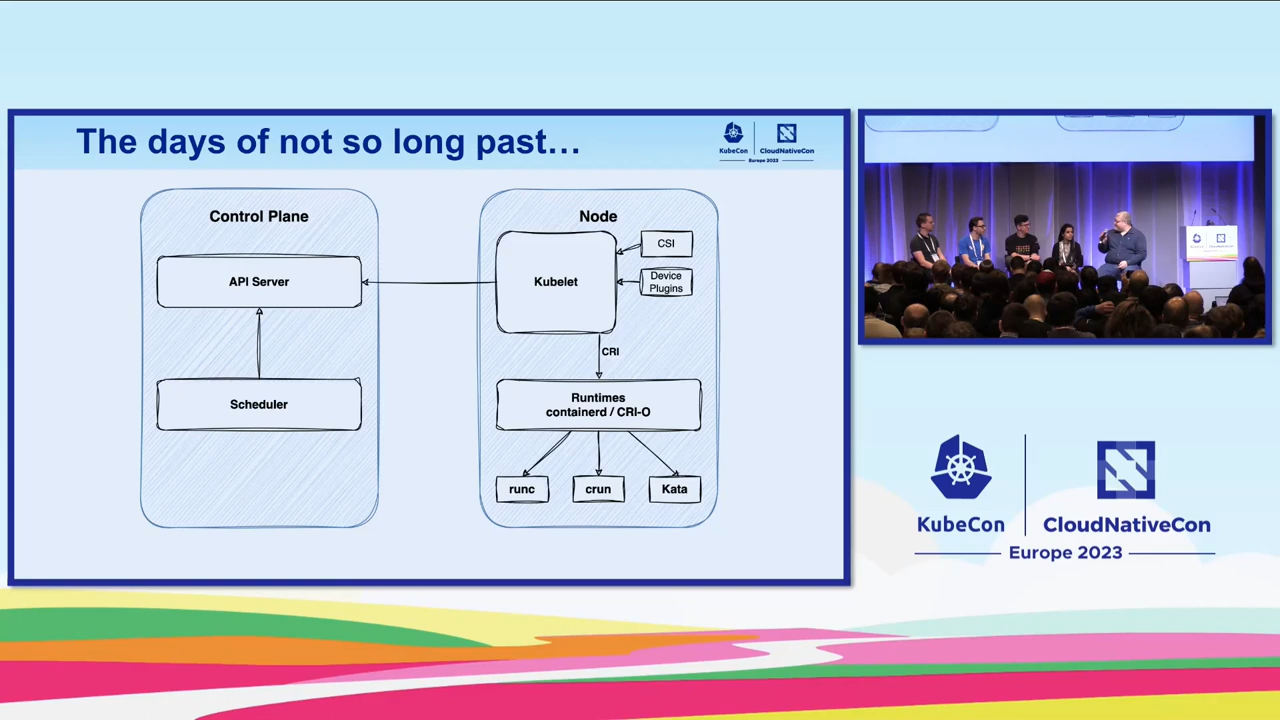 The days of not so long past...
KubeCon
CloudNativeCon
Europe 2023
Control Plane
API Server
Scheduler
Node
Kubelet
CSI
Device
Plugins
CRI
Runtimes
containerd / CRI-O
runc
crun
Kata
KubeCon
CloudNativeCon
Europe 2023